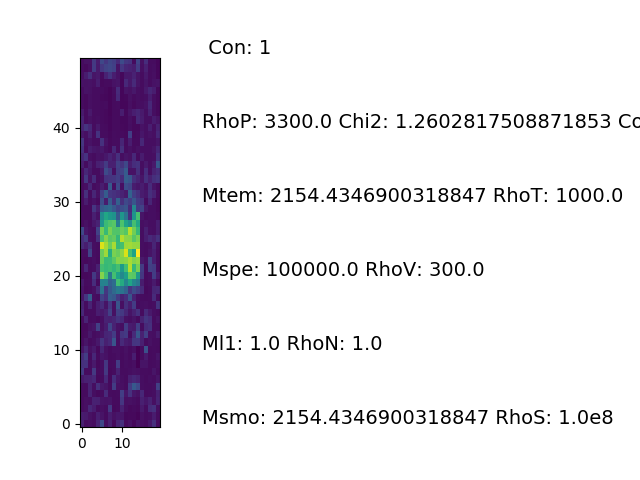 Con: 1
RhoP: 3300.0 Chi2: 1.2602817508871853 Co
40
Mtem: 2154.4346900318847 RhoT: 1000.0
30
Mspe: 100000.0 RhoV: 300.0
20
Ml1: 1.0 RhoN: 1.0
10
Msmo: 2154.4346900318847 RhoS: 1.0e8
0
0 10